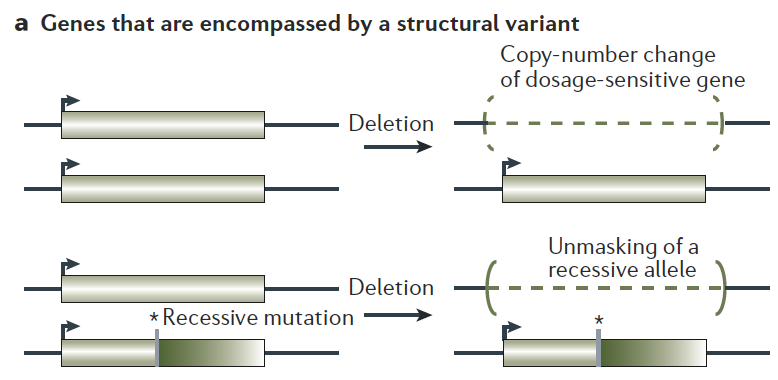 a Genes that are encompassed by a structural variant
Copy-number change
of dosage-sensitive gene
Deletion
Unmasking of a
recessive allele
Deletion
* Recessive mutation
*